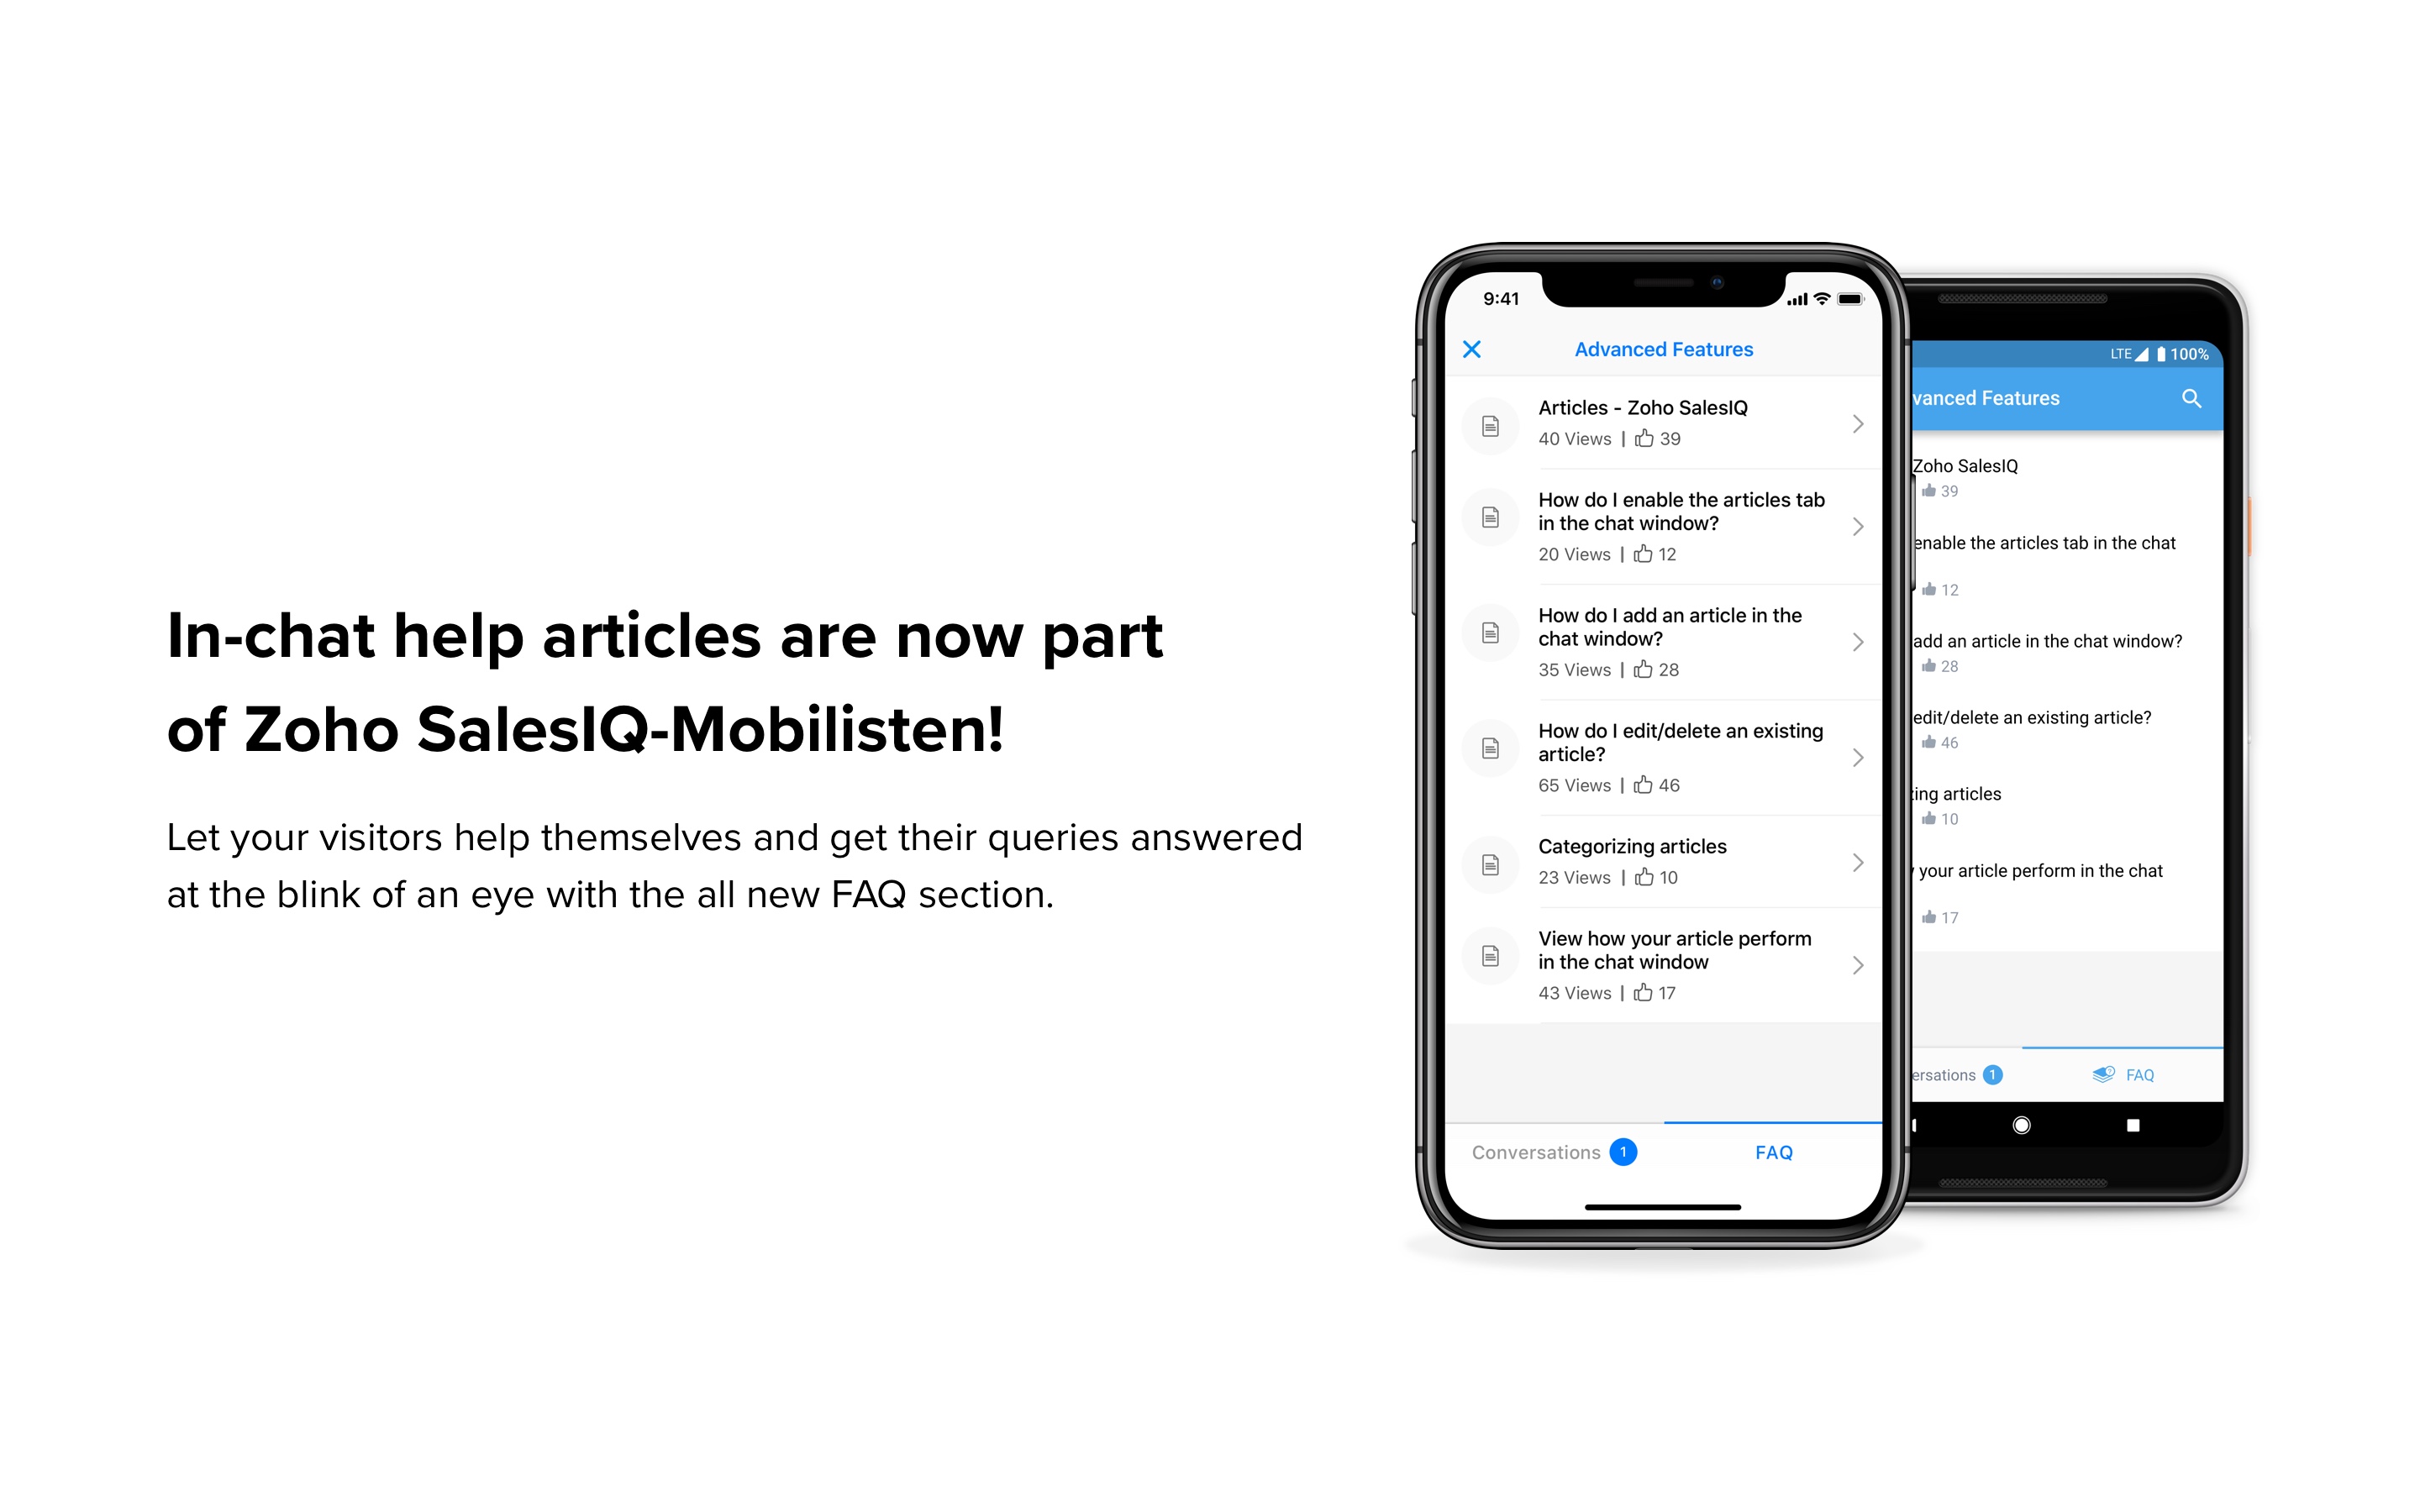 In-chat help articles are now part
of Zoho SalesIQ-Mobilisten!
Let your visitors help themselves and get their queries answered
at the blink of an eye with the all new FAQ section.
9:41
Advanced Features
Articles - Zoho SalesIQ
40 Views | 39
How do I enable the articles tab
in the chat window?
20 Views | 12
How do I add an article in the
chat window?
35 Views | 28
How do I edit/delete an existing
article?
65 Views | 46
Categorizing articles
23 Views | 10
View how your article perform
in the chat window
43 Views | 17
Conversations 1
FAQ
LTE 100%
vanced Features
Zoho SalesIQ
39
enable the articles tab in the chat
12
add an article in the chat window?
28
edit/delete an existing article?
46
zing articles
10
your article perform in the chat
17
ersations 1
FAQ